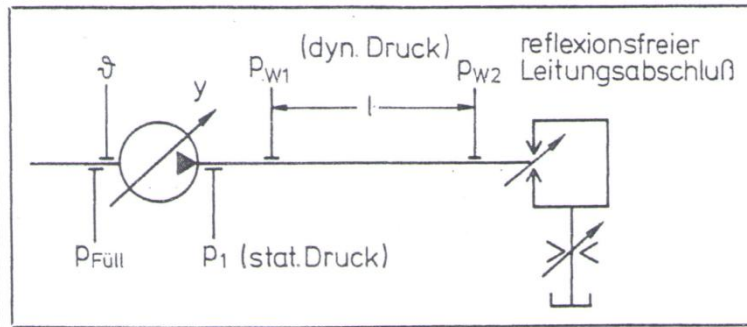 (dyn. Druck)
reflexionsfreier
Leitungsabschluß
ϑ
y
p_W1
p_W2
l
p_Füll
p_1 (stat. Druck)